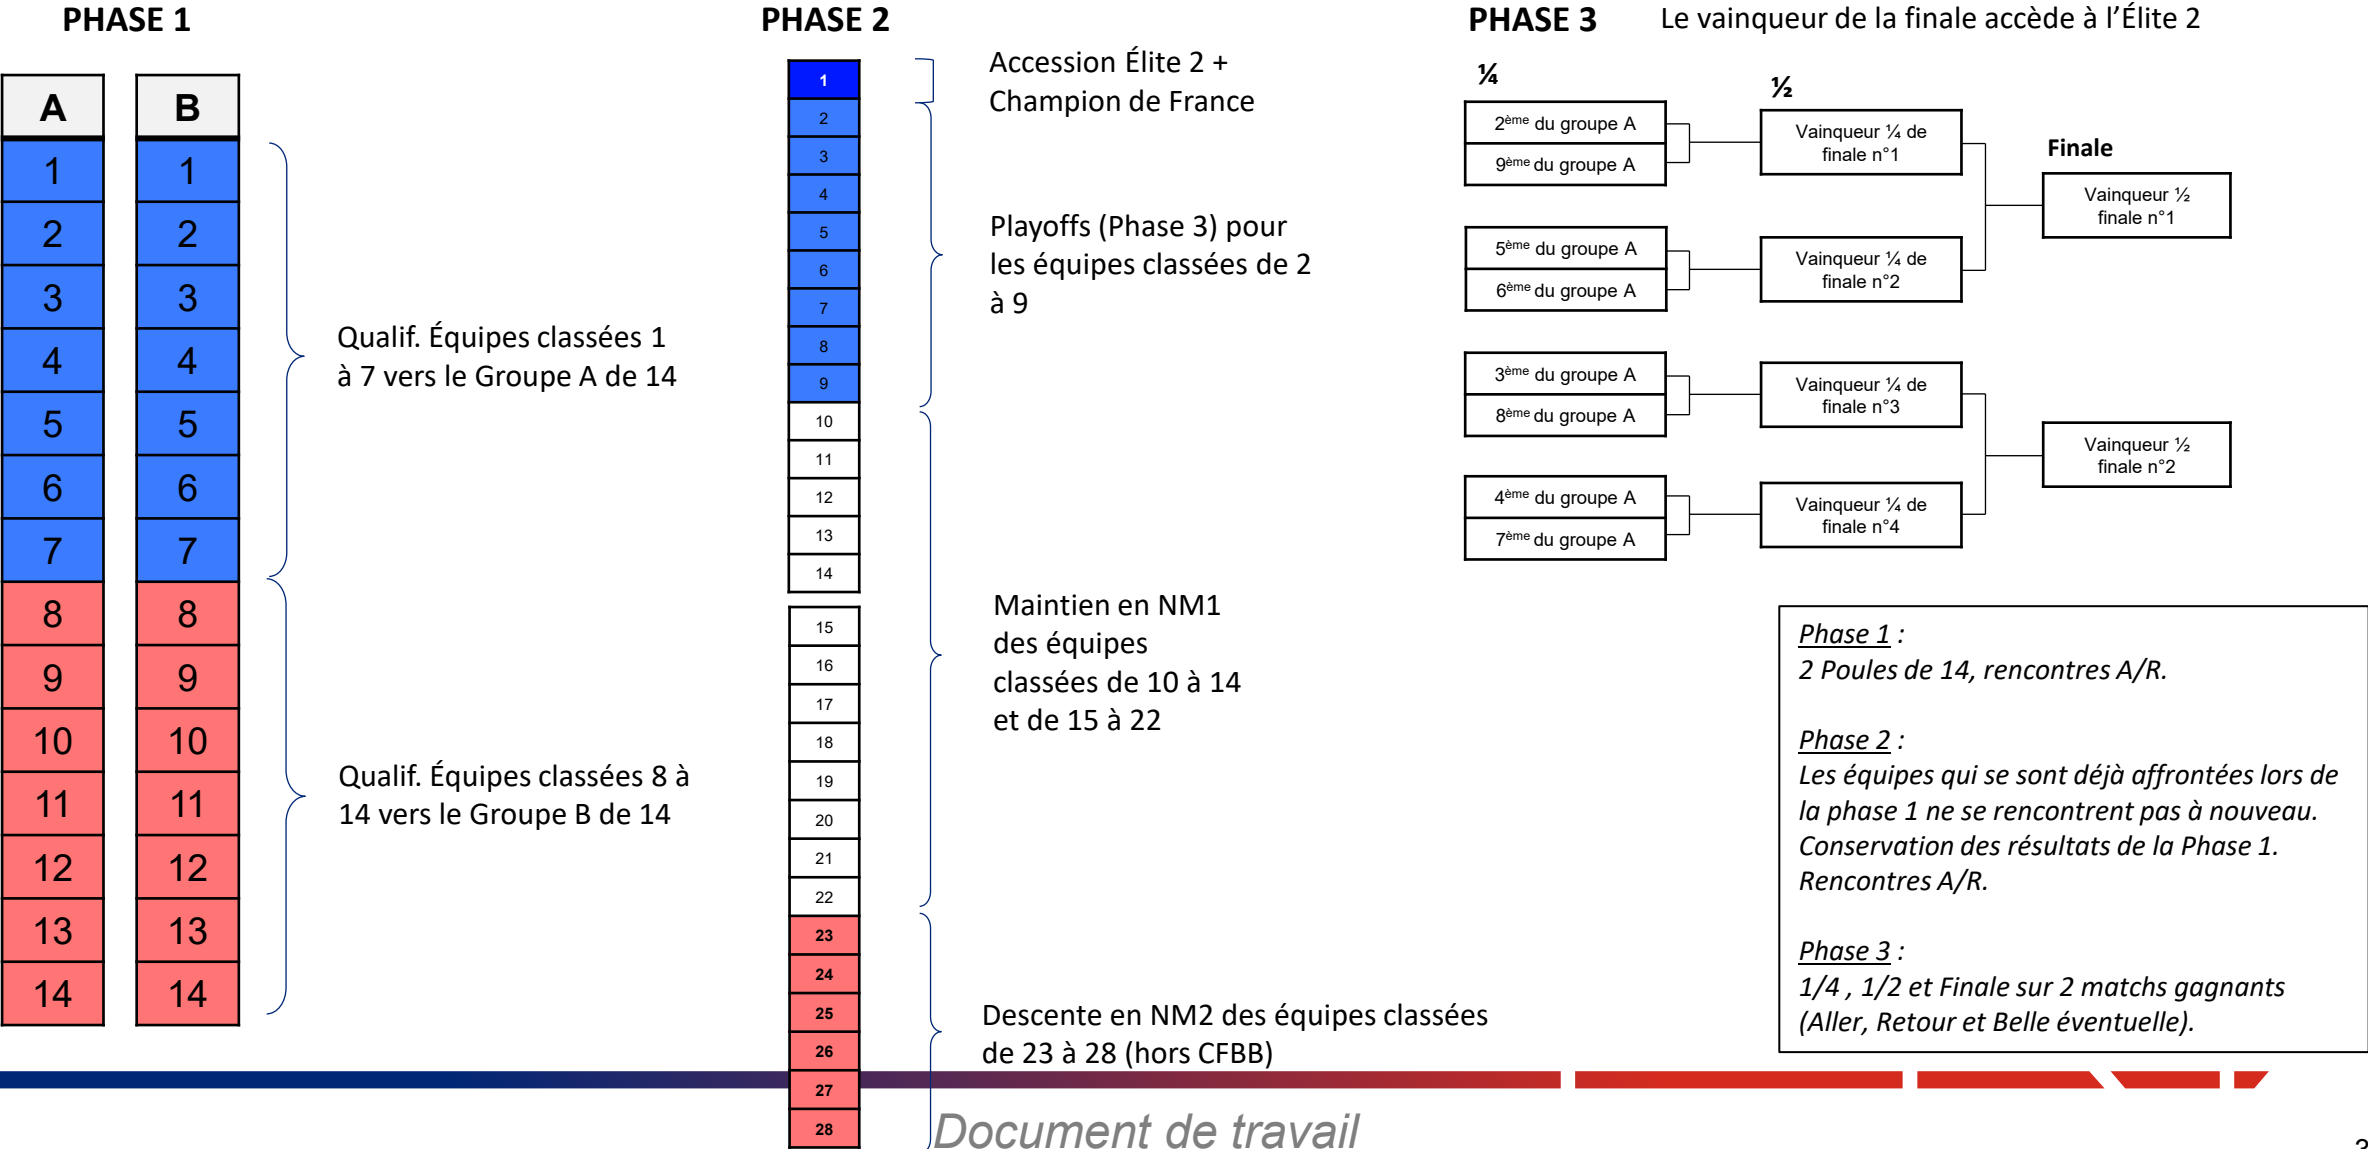 PHASE 1
A
B
1
1
2
2
3
3
4
4
5
5
6
6
7
7
8
8
9
9
10
10
11
11
12
12
13
13
14
14
Qualif. Équipes classées 1
à 7 vers le Groupe A de 14
Qualif. Équipes classées 8 à
14 vers le Groupe B de 14
PHASE 2
1
2
3
4
5
6
7
8
9
10
11
12
13
14
15
16
17
18
19
20
21
22
23
24
25
26
27
28
Accession Élite 2 +
Champion de France
Playoffs (Phase 3) pour
les équipes classées de 2
à 9
Maintien en NM1
des équipes
classées de 10 à 14
et de 15 à 22
Descente en NM2 des équipes classées
de 23 à 28 (hors CFBB)
PHASE 3
Le vainqueur de la finale accède à l’Élite 2
¼
2ème du groupe A
9ème du groupe A
5ème du groupe A
6ème du groupe A
3ème du groupe A
8ème du groupe A
4ème du groupe A
7ème du groupe A
½
Vainqueur ¼ de
finale n°1
Vainqueur ¼ de
finale n°2
Vainqueur ¼ de
finale n°3
Vainqueur ¼ de
finale n°4
Finale
Vainqueur ½
finale n°1
Vainqueur ½
finale n°2
Phase 1 :
2 Poules de 14, rencontres A/R.
Phase 2 :
Les équipes qui se sont déjà affrontées lors de
la phase 1 ne se rencontrent pas à nouveau.
Conservation des résultats de la Phase 1.
Rencontres A/R.
Phase 3 :
1/4 , 1/2 et Finale sur 2 matchs gagnants
(Aller, Retour et Belle éventuelle).
Document de travail
3